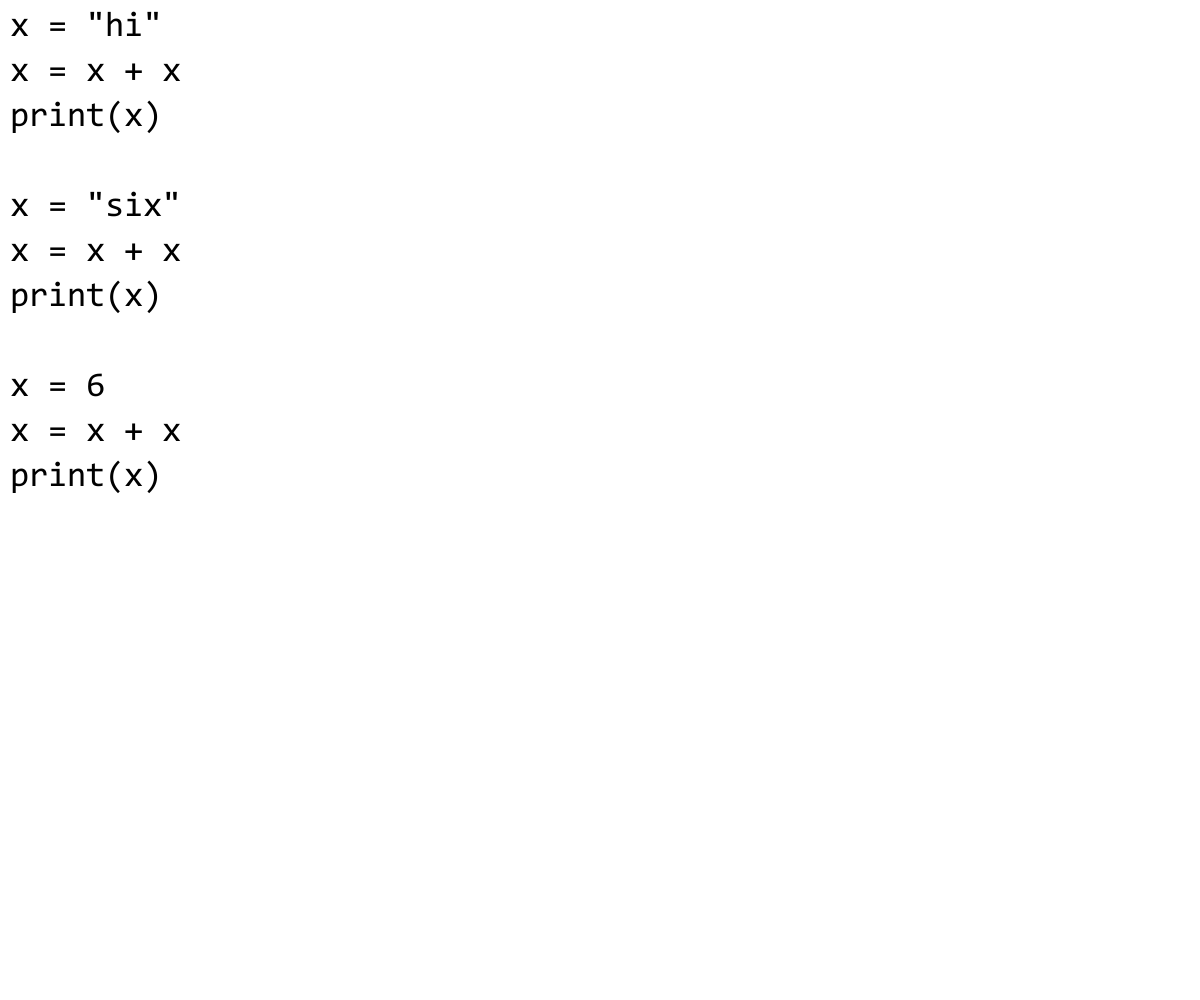 x = "hi"
x = x + x
print(x)

x = "six"
x = x + x
print(x)

x = 6
x = x + x
print(x)